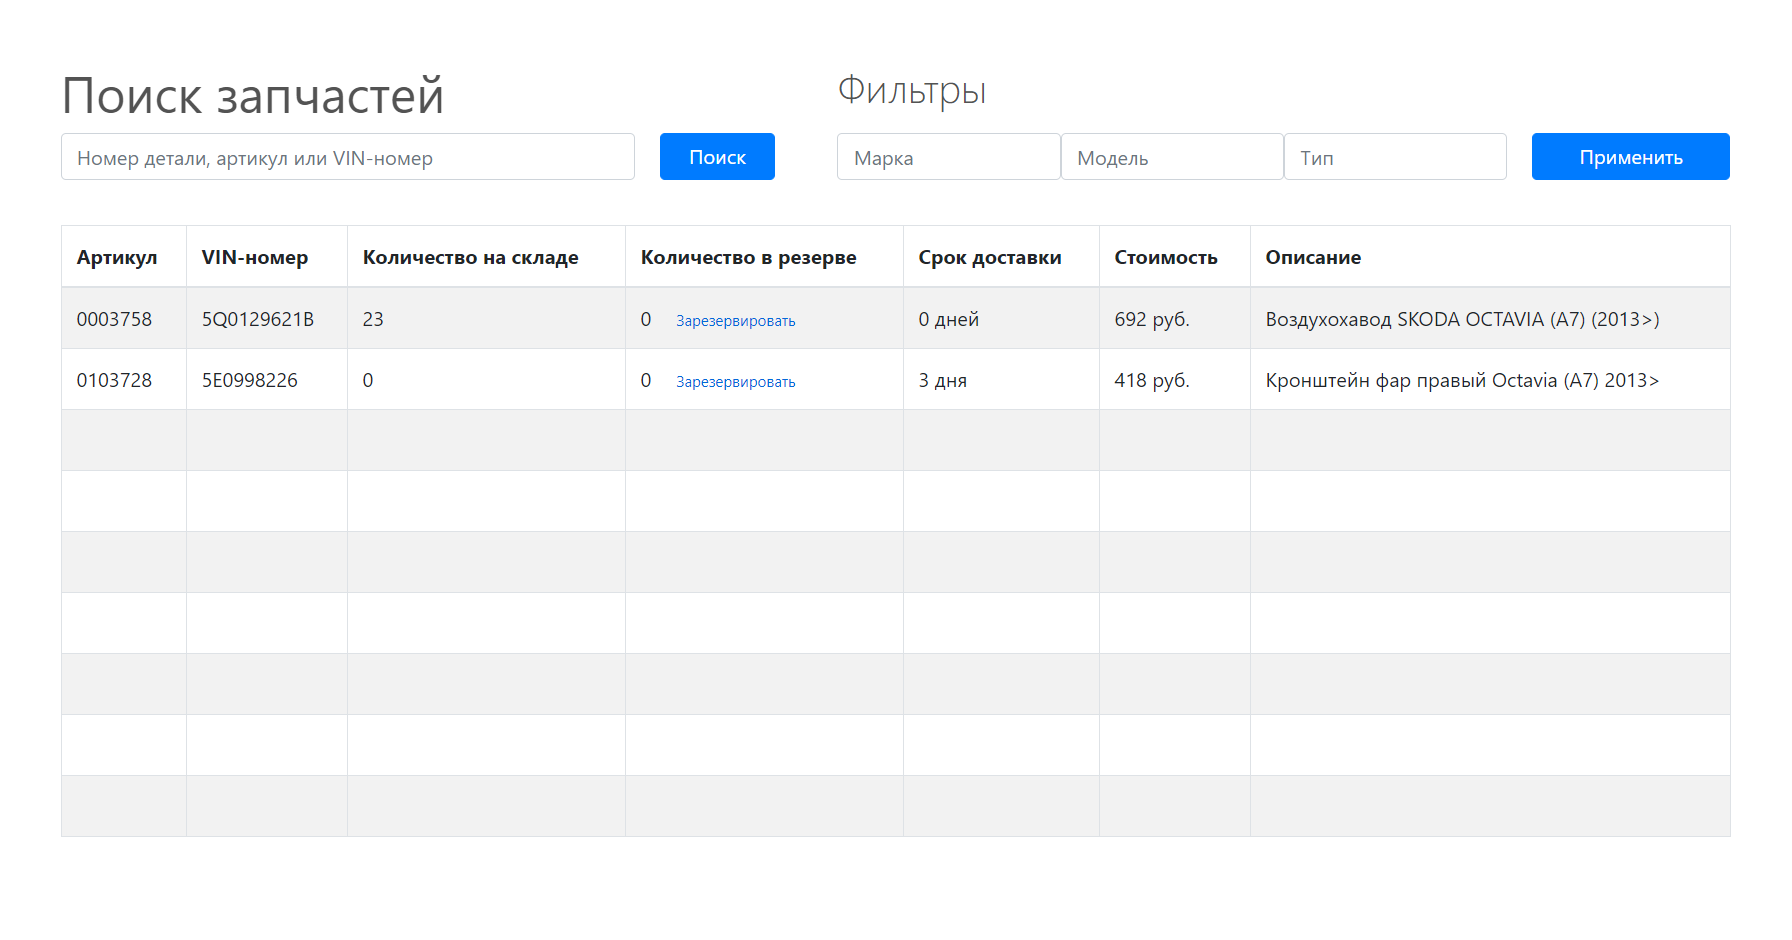 Поиск запчастей
Фильтры
Номер детали, артикул или VIN-номер
Поиск
Марка
Модель
Тип
Применить
Артикул VIN-номер Количество на складе Количество в резерве Срок доставки Стоимость Описание
0003758 5Q0129621B 23 0 Зарезервировать 0 дней 692 руб. Воздухохавод SKODA OCTAVIA (A7) (2013>)
0103728 5E0998226 0 0 Зарезервировать 3 дня 418 руб. Кронштейн фар правый Octavia (A7) 2013>